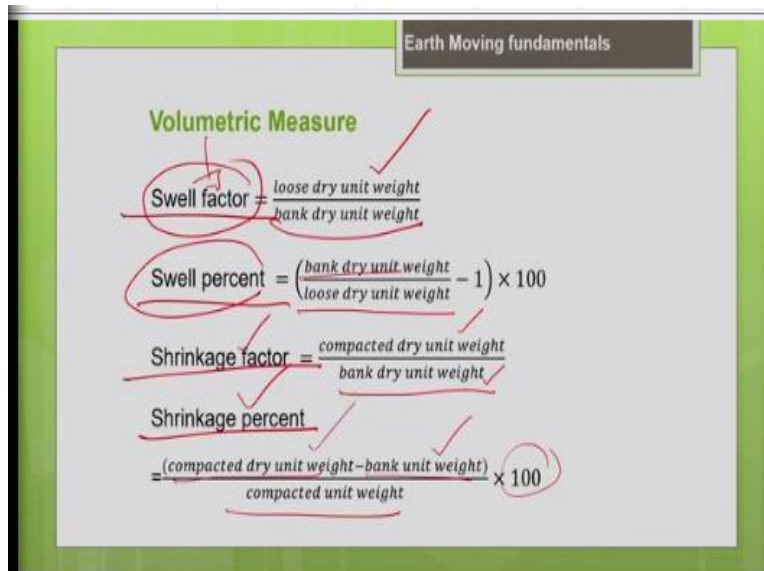 Earth Moving fundamentals
Volumetric Measure
Swell factor = loose dry unit weight / bank dry unit weight
Swell percent = (bank dry unit weight / loose dry unit weight − 1) × 100
Shrinkage factor = compacted dry unit weight / bank dry unit weight
Shrinkage percent
= (compacted dry unit weight−bank unit weight) / compacted unit weight × 100